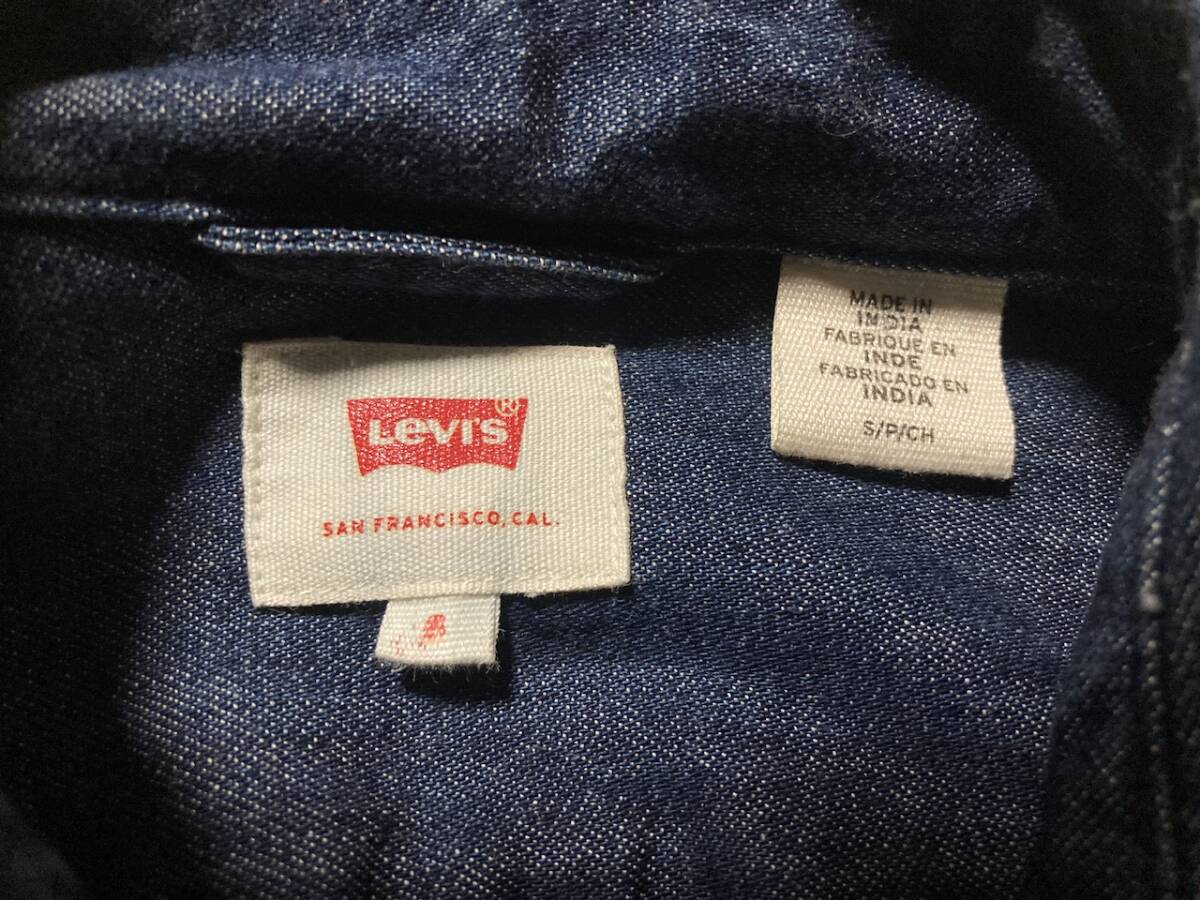 LEVI'S®
SAN FRANCISCO, CAL.
MADE IN
INDIA
FABRIQUE EN
INDE
FABRICADO EN
INDIA
S/P/CH